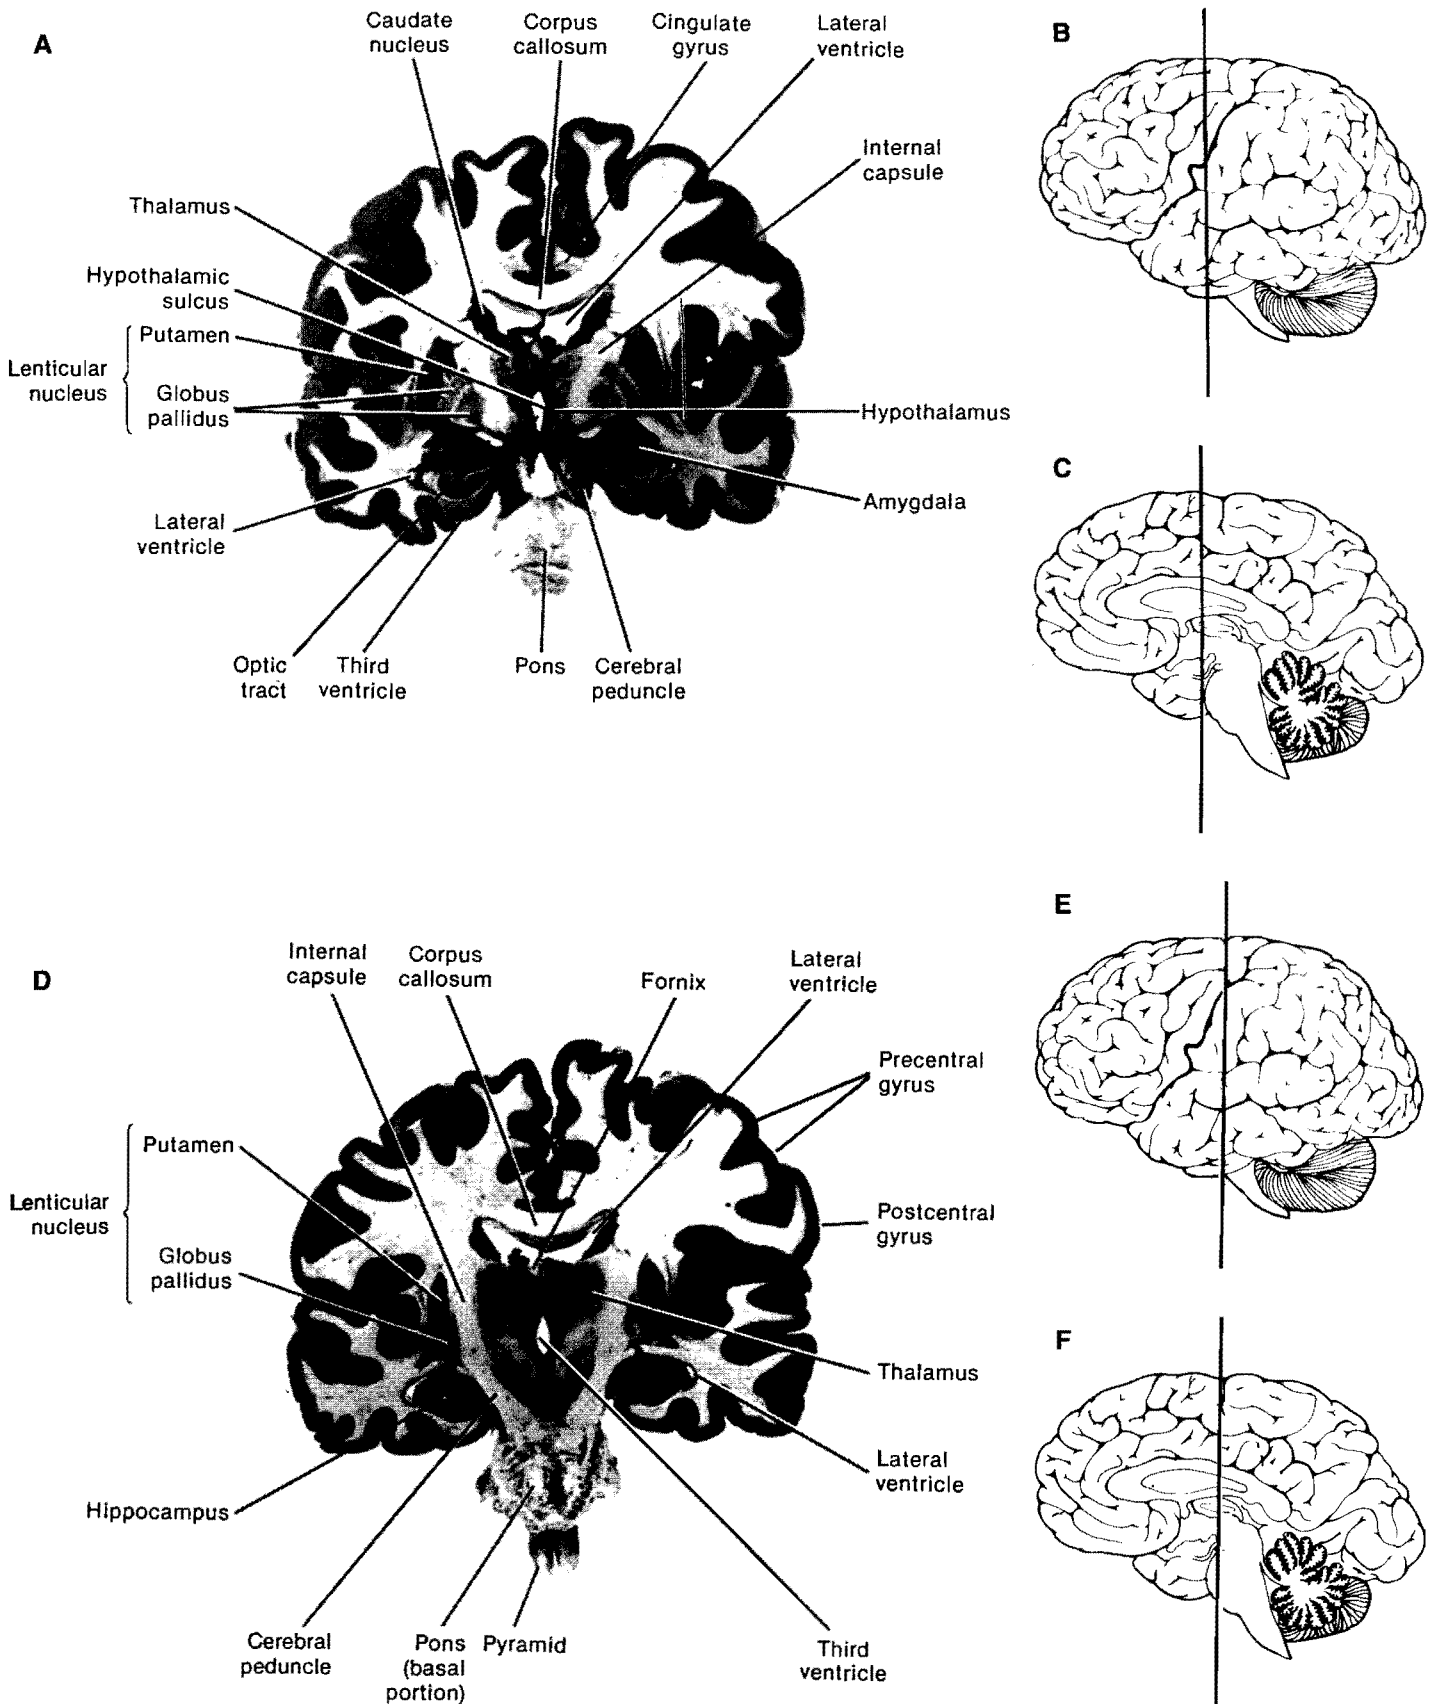 A
Caudate
nucleus
Corpus
callosum
Cingulate
gyrus
Lateral
ventricle
B
Internal
capsule
Thalamus
Hypothalamic
sulcus
Putamen
Lenticular
nucleus
Globus
pallidus
Hypothalamus
C
Amygdala
Lateral
ventricle
Optic
tract
Third
ventricle
Pons
Cerebral
peduncle
E
D
Internal
capsule
Corpus
callosum
Fornix
Lateral
ventricle
Precentral
gyrus
Putamen
Lenticular
nucleus
Postcentral
gyrus
Globus
pallidus
F
Thalamus
Lateral
ventricle
Hippocampus
Cerebral
peduncle
Pons
(basal
portion)
Pyramid
Third
ventricle